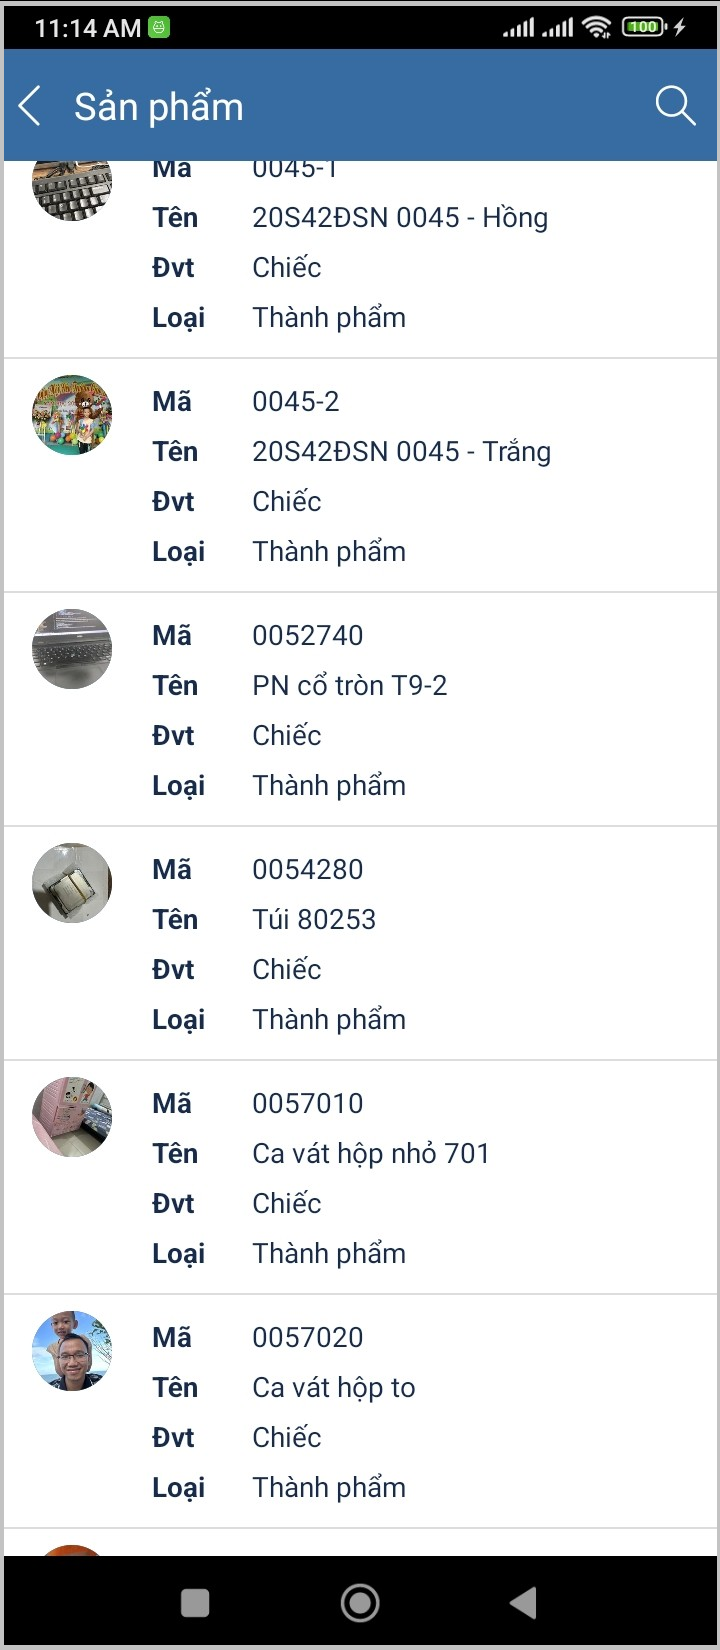 11:14 AM
100
Sản phẩm
Mã 0045-1
Tên 20S42ĐSN 0045 - Hồng
Đvt Chiếc
Loại Thành phẩm
Mã 0045-2
Tên 20S42ĐSN 0045 - Trắng
Đvt Chiếc
Loại Thành phẩm
Mã 0052740
Tên PN cổ tròn T9-2
Đvt Chiếc
Loại Thành phẩm
Mã 0054280
Tên Túi 80253
Đvt Chiếc
Loại Thành phẩm
Mã 0057010
Tên Ca vát hộp nhỏ 701
Đvt Chiếc
Loại Thành phẩm
Mã 0057020
Tên Ca vát hộp to
Đvt Chiếc
Loại Thành phẩm